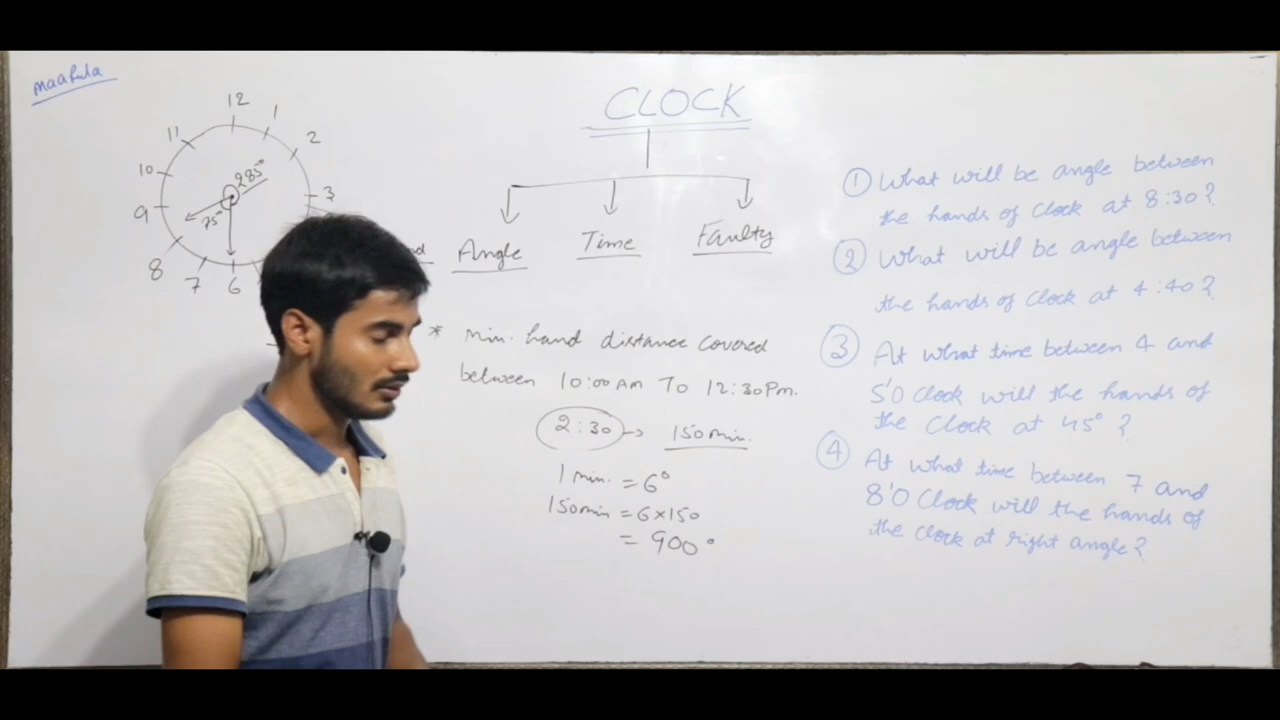 maaRula
CLOCK
Angle
Time
Faulty
12
1
2
3
11
10
9
8
7
6
285°
75°
* Min. hand distance covered
between 10:00 AM To 12:30 Pm.
2:30 → 150 min.
1 min. = 6°
150min = 6×150
= 900°
① What will be angle between
the hands of Clock at 8:30?
② What will be angle between
the hands of Clock at 4:40?
③ At what time between 4 and
5'O Clock will the hands of
the Clock at 45° ?
④ At what time between 7 and
8'O Clock will the hands of
the clock at right angle?